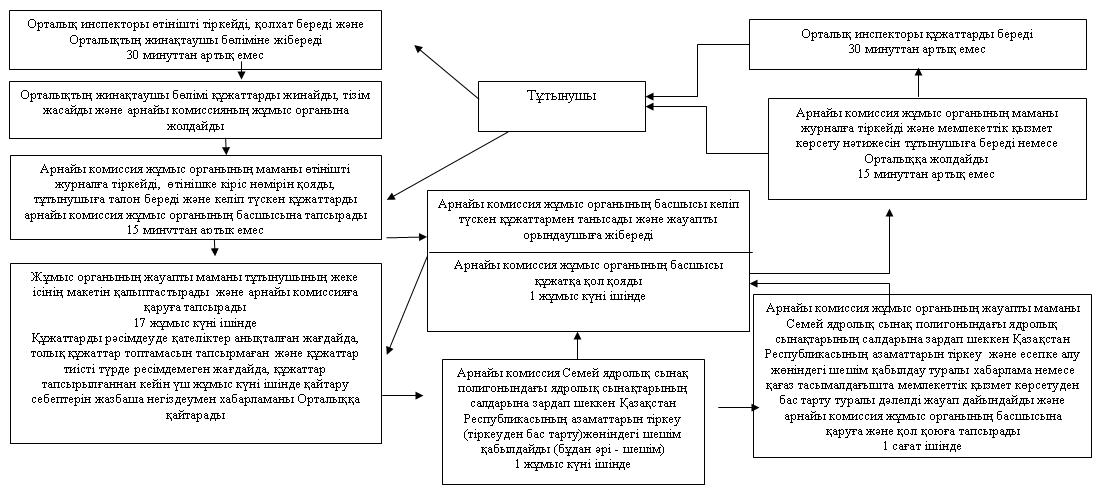 Орталық инспекторы өтінішті тіркейді, қолхат береді және
Орталықтың жинақтаушы бөліміне жібереді
30 минуттан артық емес
Орталықтың жинақтаушы бөлімі құжаттарды жинайды, тізім
жасайды және арнайы комиссияның жұмыс органына
жолдайды
Арнайы комиссия жұмыс органының маманы өтінішті
журналға тіркейді, өтінішке кіріс нөмірін қояды,
тұтынушыға талон береді және келіп түскен құжаттарды
арнайы комиссия жұмыс органының басшысына тапсырады
15 минуттан артық емес
Жұмыс органының жауапты маманы тұтынушының жеке
ісінің макетін қалыптастырады және арнайы комиссияға
қаруға тапсырады
17 жұмыс күні ішінде
Құжаттарды рәсімдеуде қателіктер анықталған жағдайда,
толық құжаттар топтамасын тапсырмаған және құжаттар
тиісті түрде ресімдемеген жағдайда, құжаттар
тапсырылғаннан кейін үш жұмыс күні ішінде қайтару
себептерін жазбаша негіздеумен хабарламаны Орталыққа
қайтарады
Тұтынушы
Арнайы комиссия жұмыс органының басшысы келіп
түскен құжаттармен танысады және жауапты
орындаушыға жібереді
Арнайы комиссия жұмыс органының басшысы
құжатқа қол қояды
1 жұмыс күні ішінде
Арнайы комиссия Семей ядролық сынақ
полигонындағы ядролық сынақтарының
салдарына зардап шеккен Қазақстан
Республикасының азаматтарын тіркеу
(тіркеуден бас тарту)жөніндегі шешім
қабылдайды (бұдан әрі - шешім)
1 жұмыс күні ішінде
Орталық инспекторы құжаттарды береді
30 минуттан артық емес
Арнайы комиссия жұмыс органының маманы
журналға тіркейді және мемлекеттік қызмет
көрсету нәтижесін тұтынушыға береді немесе
Орталыққа жолдайды
15 минуттан артық емес
Арнайы комиссия жұмыс органының жауапты маманы
Семей ядролық сынақ полигонындағы ядролық
сынақтарының салдарына зардап шеккен Қазақстан
Республикасының азаматтарын тіркеу және есепке алу
жөніндегі шешім қабылдау туралы хабарлама немесе
қағаз тасымалдағышта мемлекеттік қызмет көрсетуден
бас тарту туралы дәлелді жауап дайындайды және
арнайы комиссия жұмыс органының басшысына
қаруға және қол қоюға тапсырады
1 сағат ішінде